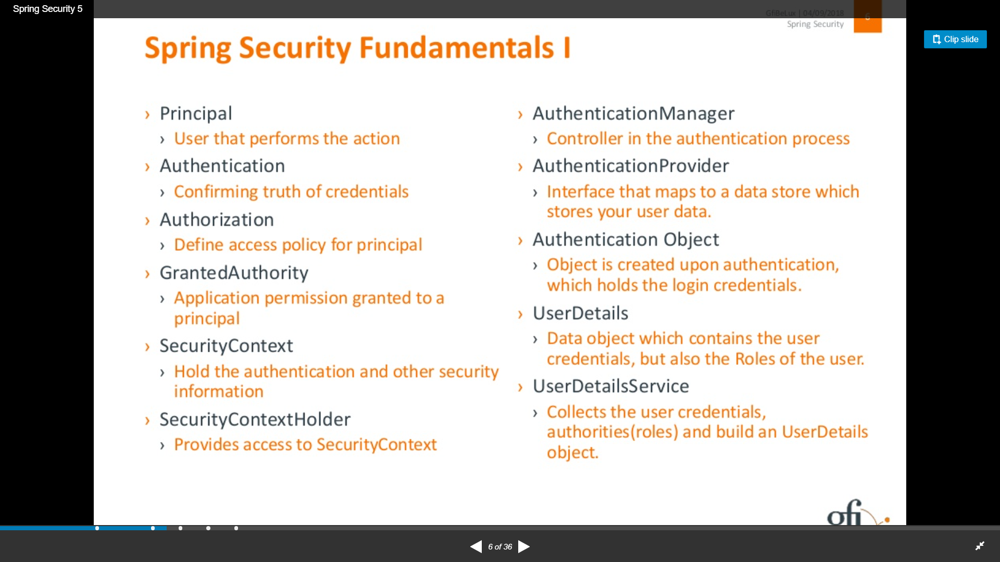 Spring Security 5
GfiBeLux | 04/09/2018
6
Spring Security
Clip slide
Spring Security Fundamentals I
› Principal
› User that performs the action
› Authentication
› Confirming truth of credentials
› Authorization
› Define access policy for principal
› GrantedAuthority
› Application permission granted to a
principal
› SecurityContext
› Hold the authentication and other security
information
› SecurityContextHolder
› Provides access to SecurityContext
› AuthenticationManager
› Controller in the authentication process
› AuthenticationProvider
› Interface that maps to a data store which
stores your user data.
› Authentication Object
› Object is created upon authentication,
which holds the login credentials.
› UserDetails
› Data object which contains the user
credentials, but also the Roles of the user.
› UserDetailsService
› Collects the user credentials,
authorities(roles) and build an UserDetails
object.
gfi
6 of 36